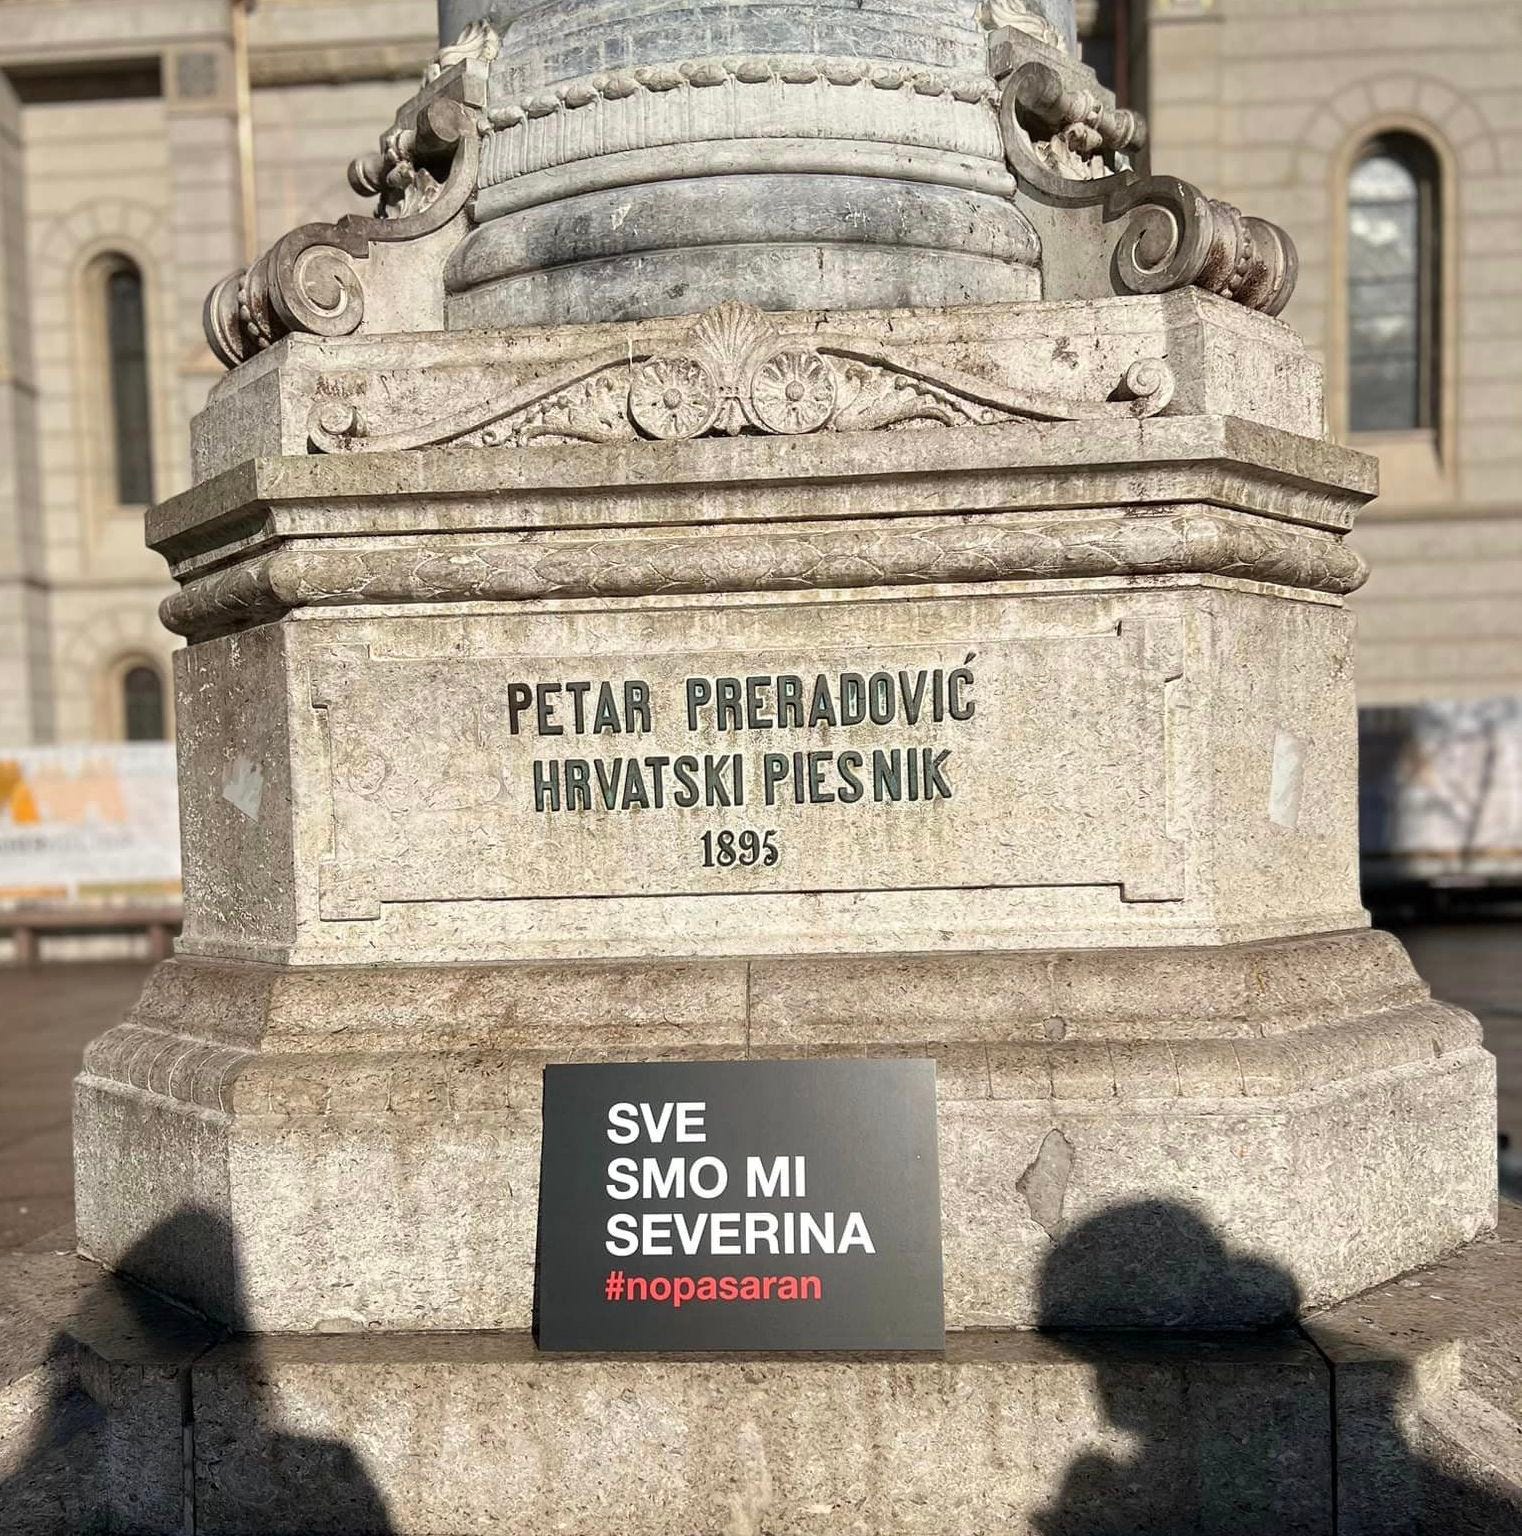 PETAR PRERADOVIĆ
HRVATSKI PIESNIK
1895
SVE
SMO MI
SEVERINA
#nopasaran